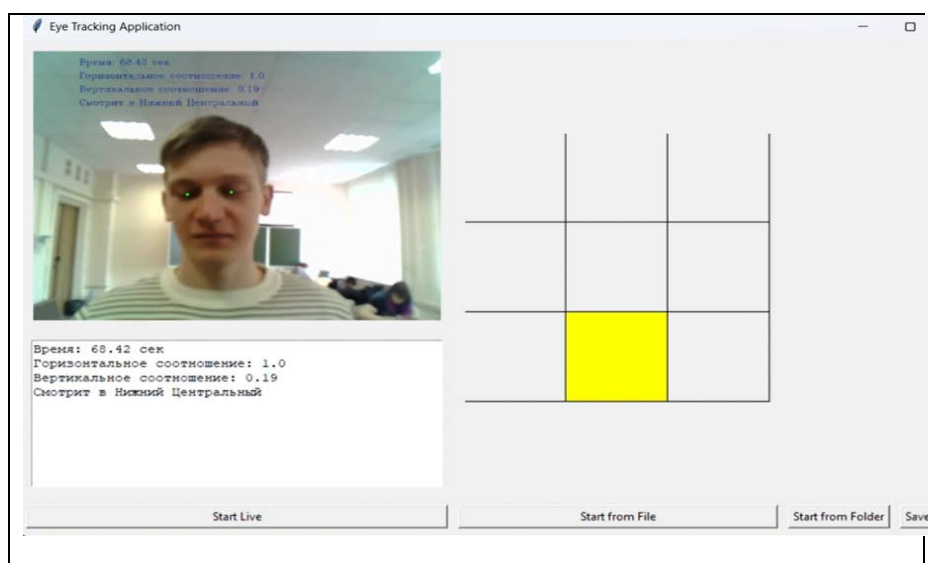 Eye Tracking Application
Время: 68.42 сек
Горизонтальное соотношение: 1.0
Вертикальное соотношение: 0.19
Смотрит в Нижний Центральный
Время: 68.42 сек
Горизонтальное соотношение: 1.0
Вертикальное соотношение: 0.19
Смотрит в Нижний Центральный
Start Live
Start from File
Start from Folder
Save